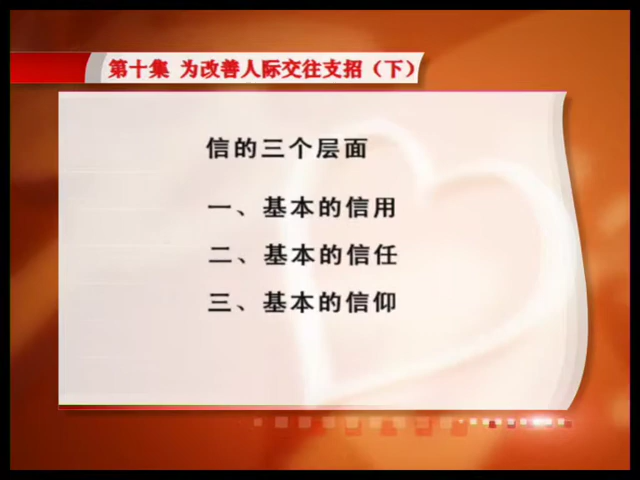 第十集 为改善人际交往支招（下）
信的三个层面
一、基本的信用
二、基本的信任
三、基本的信仰